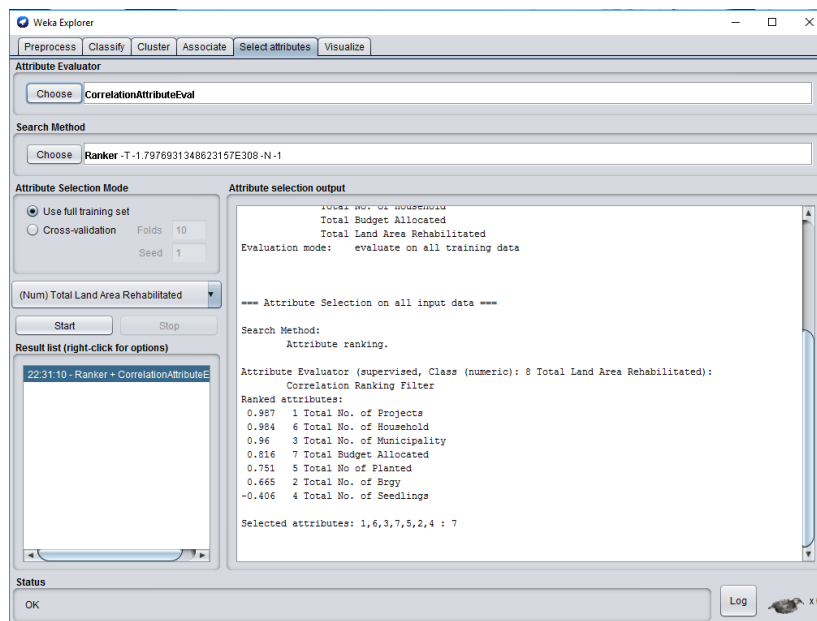 Weka Explorer
Preprocess Classify Cluster Associate Select attributes Visualize
Attribute Evaluator
Choose CorrelationAttributeEval
Search Method
Choose Ranker -T -1.7976931348623157E308 -N -1
Attribute Selection Mode
Use full training set
Cross-validation Folds 10
Seed 1
(Num) Total Land Area Rehabilitated
Start Stop
Result list (right-click for options)
22:31:10 - Ranker + CorrelationAttributeE
Attribute selection output
Total No. of Household
Total Budget Allocated
Total Land Area Rehabilitated
Evaluation mode: evaluate on all training data
=== Attribute Selection on all input data ===
Search Method:
Attribute ranking.
Attribute Evaluator (supervised, Class (numeric): 8 Total Land Area Rehabilitated):
Correlation Ranking Filter
Ranked attributes:
0.987 1 Total No. of Projects
0.984 6 Total No. of Household
0.96 3 Total No. of Municipality
0.816 7 Total Budget Allocated
0.751 5 Total No of Planted
0.665 2 Total No. of Brgy
-0.406 4 Total No. of Seedlings
Selected attributes: 1,6,3,7,5,2,4 : 7
Status
OK
Log